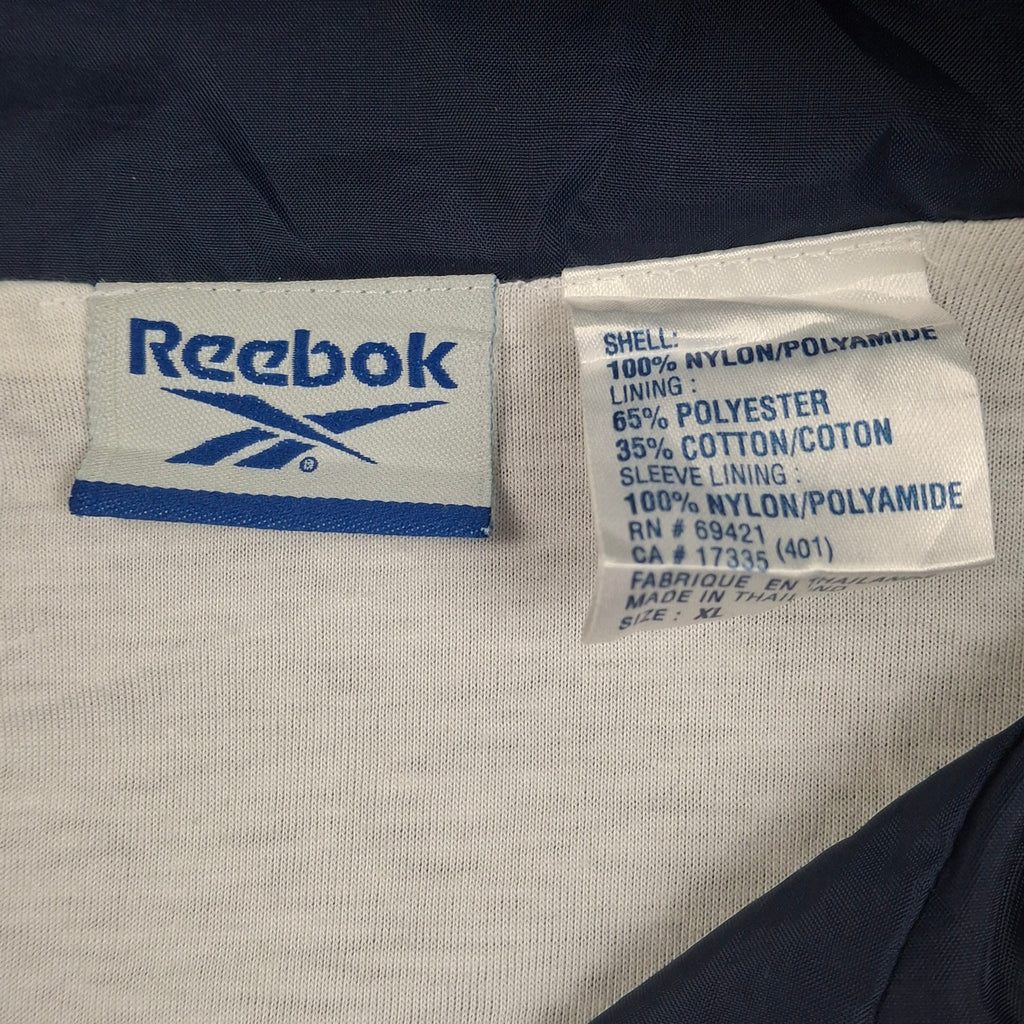 Reebok
®
SHELL:
100% NYLON/POLYAMIDE
LINING :
65% POLYESTER
35% COTTON/COTON
SLEEVE LINING :
100% NYLON/POLYAMIDE
RN # 69421
CA # 17335 (401)
FABRIQUE EN THAILAND
MADE IN THAILAND
SIZE : XL